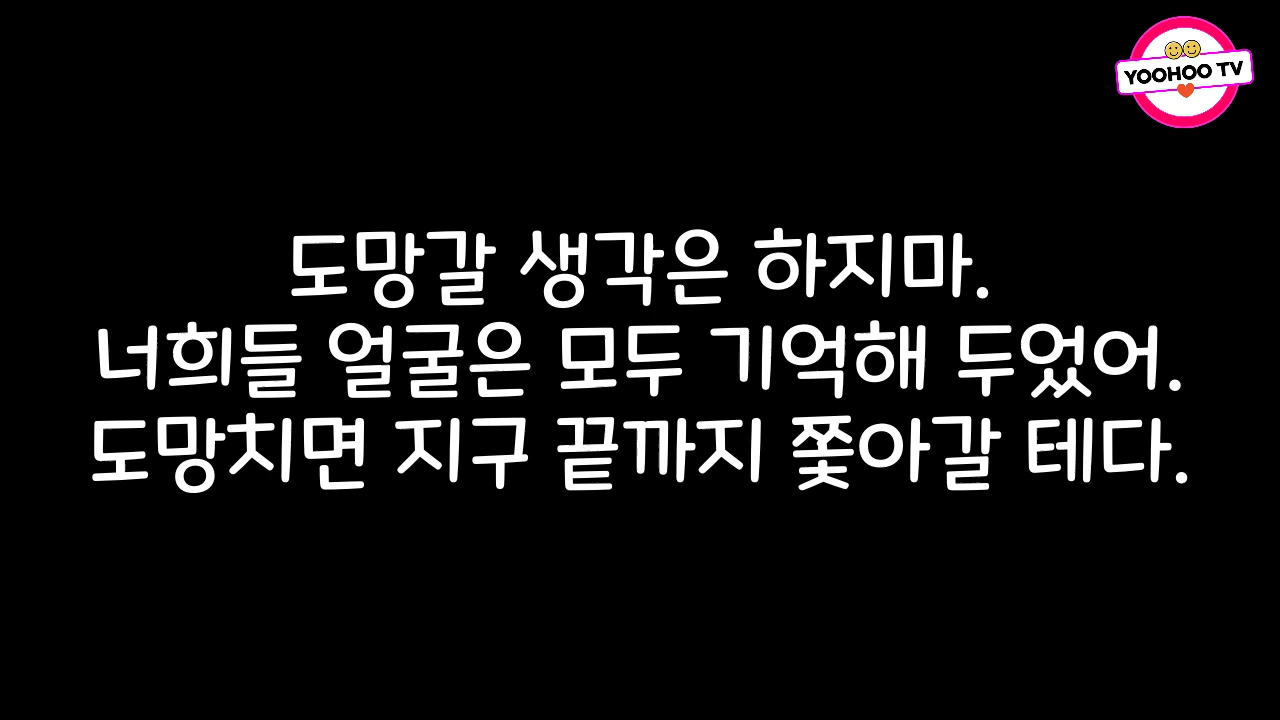 YOOHOO TV
도망갈 생각은 하지마.
너희들 얼굴은 모두 기억해 두었어.
도망치면 지구 끝까지 쫓아갈 테다.